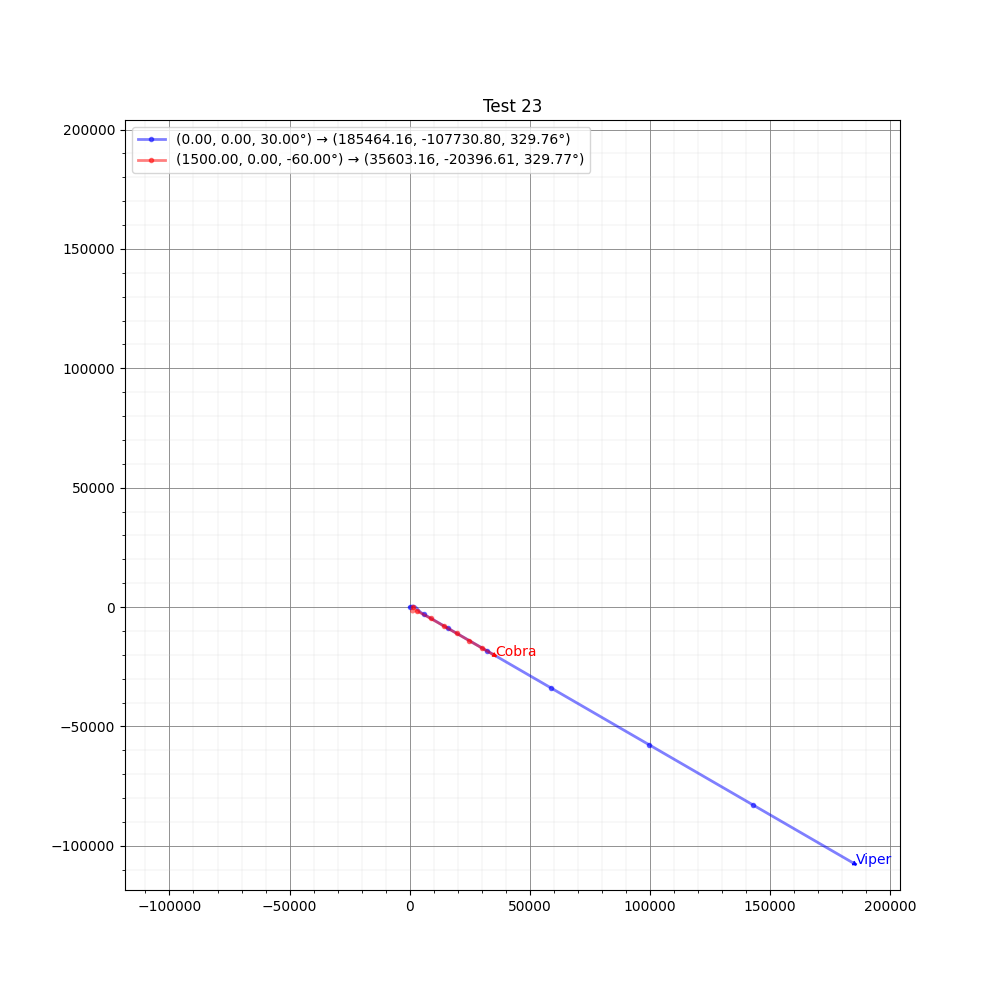 Test 23
(0.00, 0.00, 30.00°) → (185464.16, -107730.80, 329.76°)
(1500.00, 0.00, -60.00°) → (35603.16, -20396.61, 329.77°)
200000
150000
100000
50000
0
−50000
−100000
Cobra
Viper
−100000 −50000 0 50000 100000 150000 200000